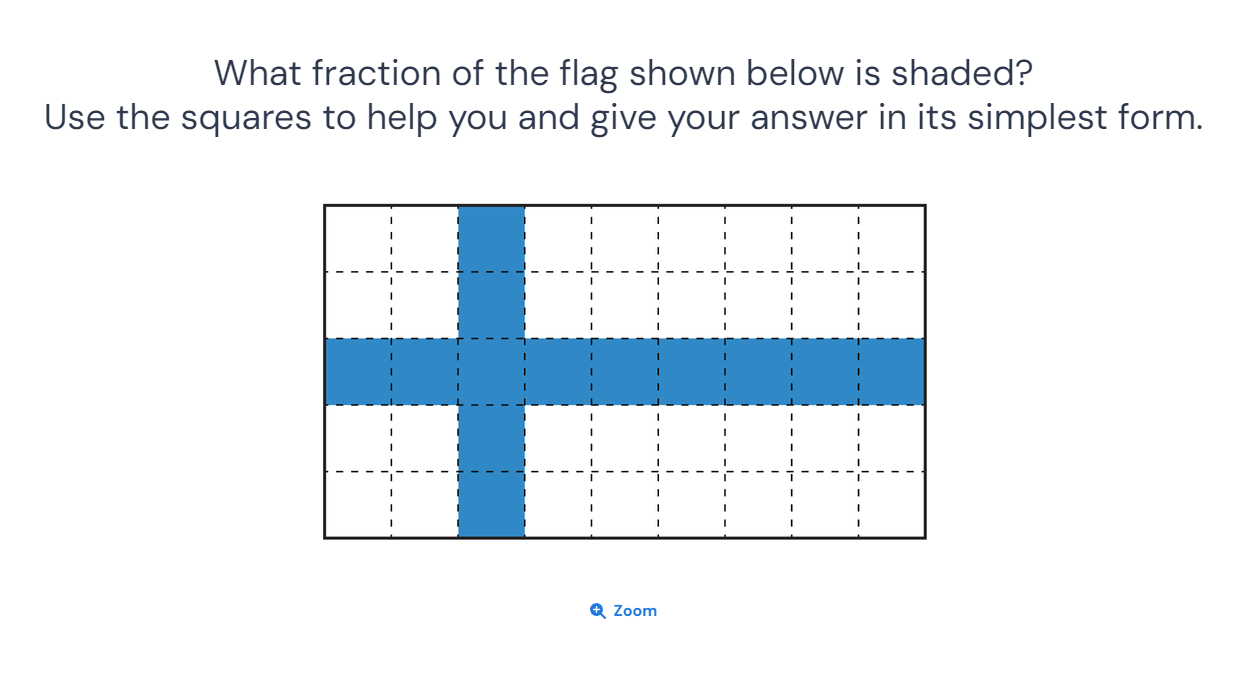 What fraction of the flag shown below is shaded?
Use the squares to help you and give your answer in its simplest form.
Zoom